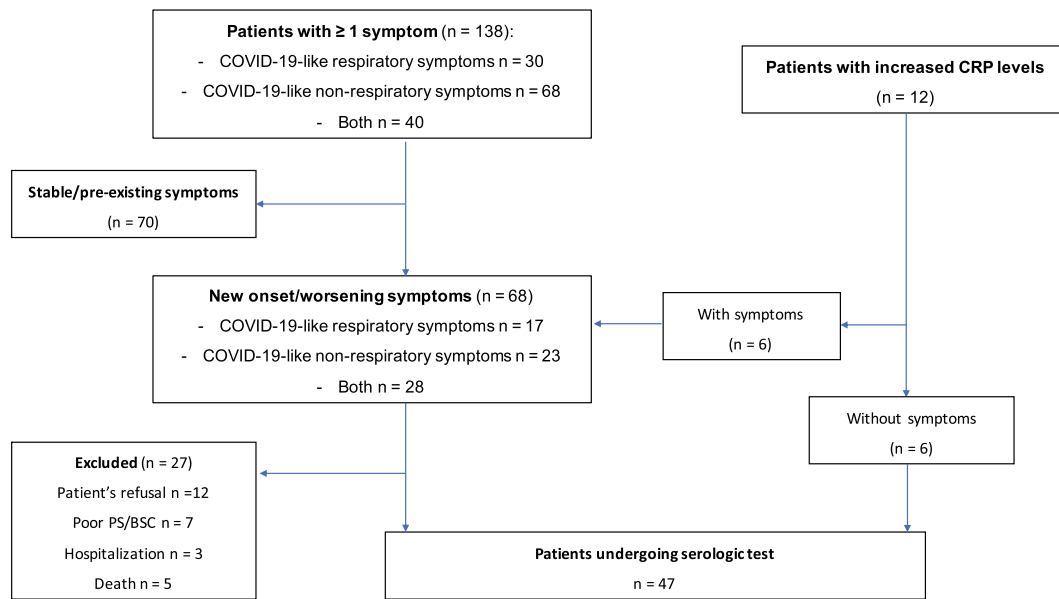 Patients with ≥ 1 symptom (n = 138):
- COVID-19-like respiratory symptoms n = 30
- COVID-19-like non-respiratory symptoms n = 68
- Both n = 40
Patients with increased CRP levels
(n = 12)
Stable/pre-existing symptoms
(n = 70)
New onset/worsening symptoms (n = 68)
- COVID-19-like respiratory symptoms n = 17
- COVID-19-like non-respiratory symptoms n = 23
- Both n = 28
With symptoms
(n = 6)
Without symptoms
(n = 6)
Excluded (n = 27)
Patient’s refusal n =12
Poor PS/BSC n = 7
Hospitalization n = 3
Death n = 5
Patients undergoing serologic test
n = 47